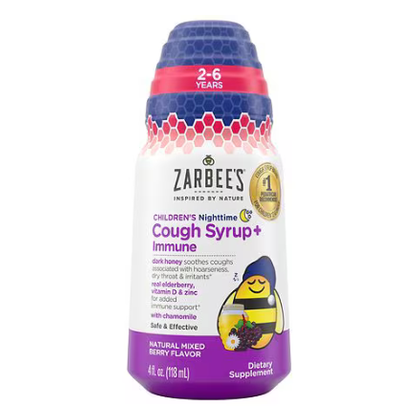 2-6
YEARS
ZARBEE'S
INSPIRED BY NATURE
#1
CHILDREN'S Nighttime
Cough Syrup+
Immune
dark honey soothes coughs
associated with hoarseness,
dry throat & irritants*
real elderberry,
vitamin D & zinc
for added
immune support*
with chamomile
Safe & Effective
NATURAL MIXED
BERRY FLAVOR
4 fl. oz. (118 mL)
Dietary
Supplement